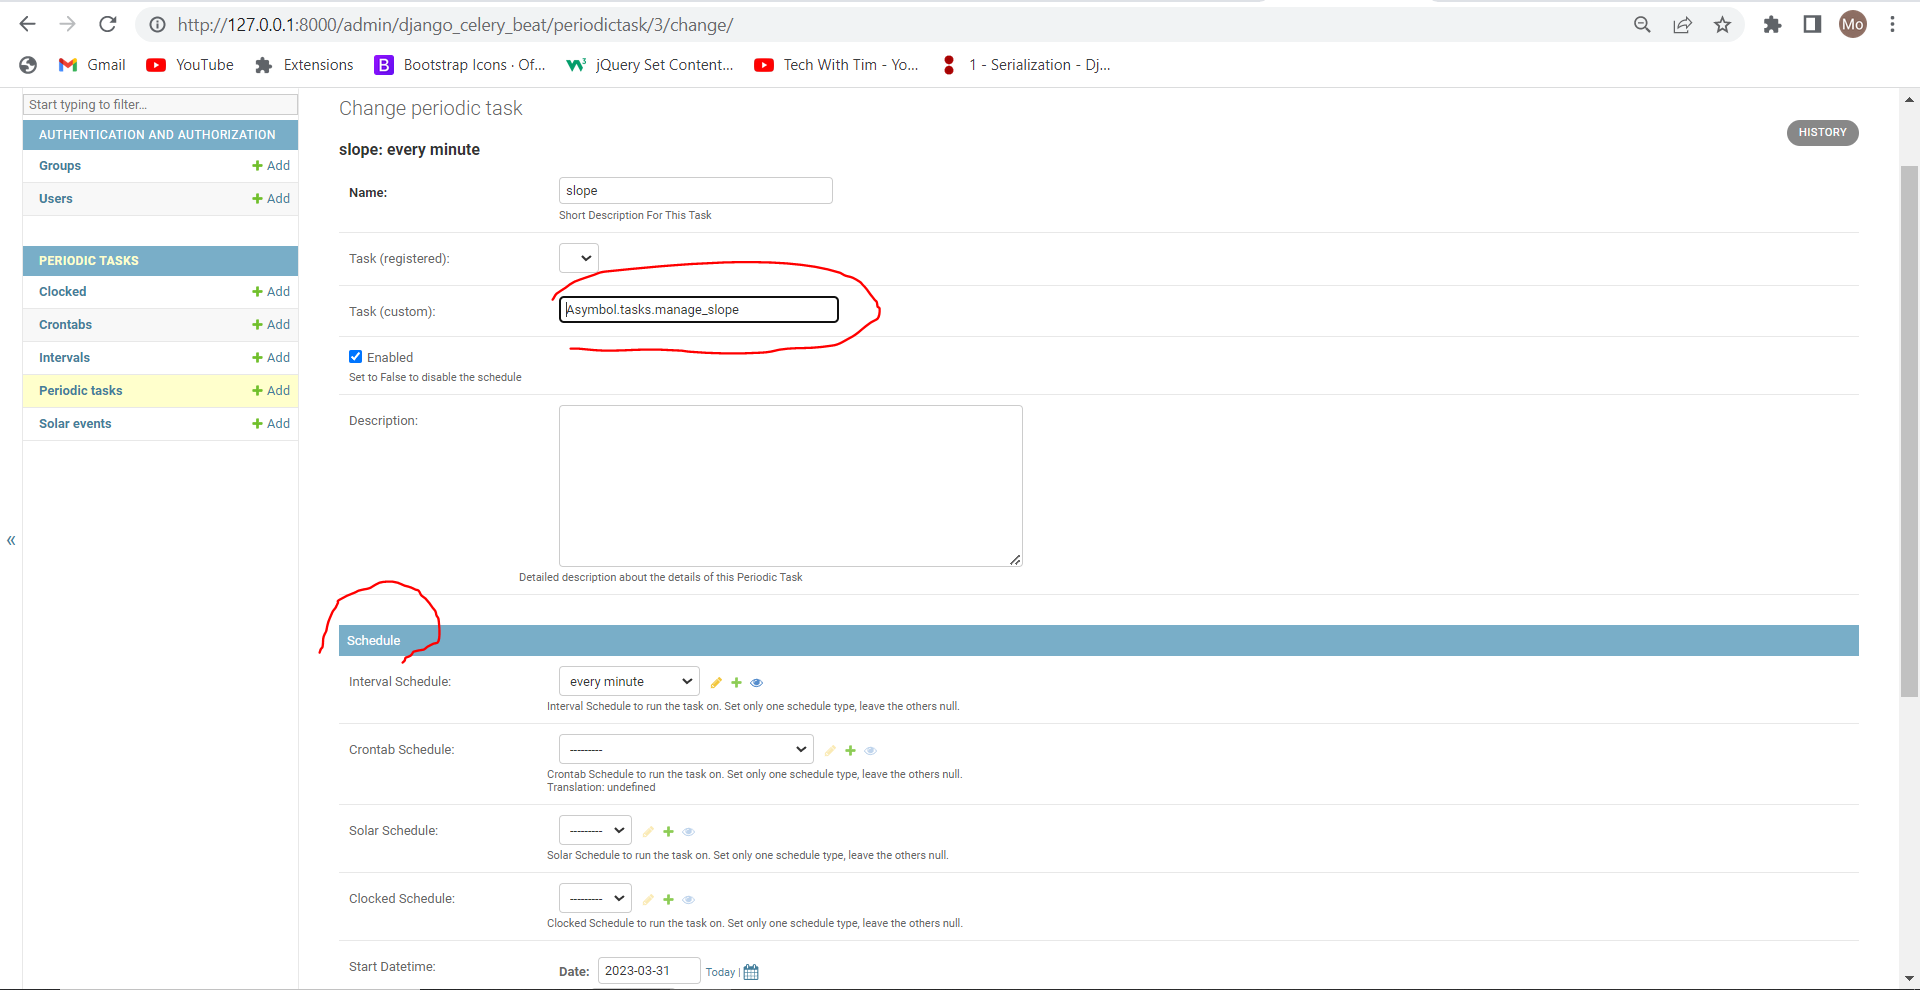 http://127.0.0.1:8000/admin/django_celery_beat/periodictask/3/change/
Mo
Gmail
YouTube
Extensions
B
Bootstrap Icons · Of...
jQuery Set Content...
Tech With Tim - Yo...
1 - Serialization - Dj...
Start typing to filter...
AUTHENTICATION AND AUTHORIZATION
Groups
Add
Users
Add
PERIODIC TASKS
Clocked
Add
Crontabs
Add
Intervals
Add
Periodic tasks
Add
Solar events
Add
«
Change periodic task
HISTORY
slope: every minute
Name:
slope
Short Description For This Task
Task (registered):
Task (custom):
Asymbol.tasks.manage_slope
Enabled
Set to False to disable the schedule
Description:
Detailed description about the details of this Periodic Task
Schedule
Interval Schedule:
every minute
Interval Schedule to run the task on. Set only one schedule type, leave the others null.
Crontab Schedule:
---------
Crontab Schedule to run the task on. Set only one schedule type, leave the others null.
Translation: undefined
Solar Schedule:
---------
Solar Schedule to run the task on. Set only one schedule type, leave the others null.
Clocked Schedule:
---------
Clocked Schedule to run the task on. Set only one schedule type, leave the others null.
Start Datetime:
Date:
2023-03-31
Today |